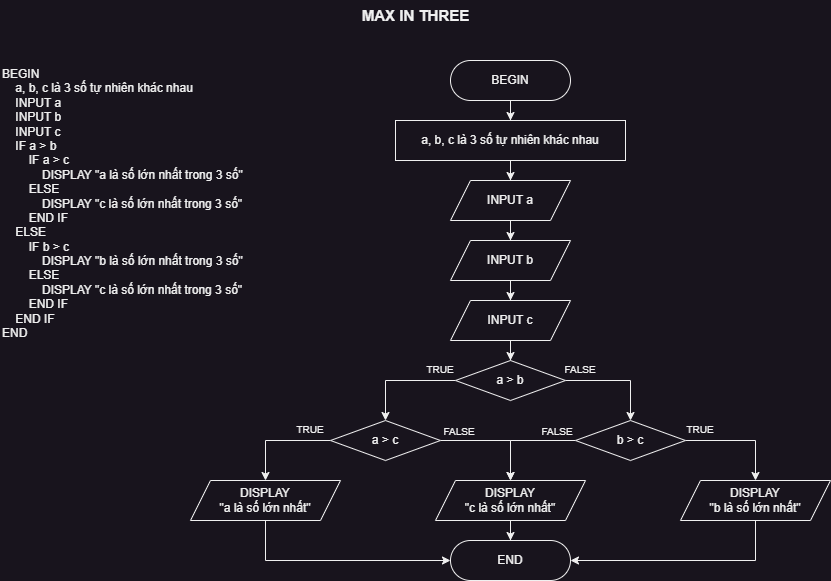 MAX IN THREE
BEGIN
a, b, c là 3 số tự nhiên khác nhau
INPUT a
INPUT b
INPUT c
IF a > b
IF a > c
DISPLAY "a là số lớn nhất trong 3 số"
ELSE
DISPLAY "c là số lớn nhất trong 3 số"
END IF
ELSE
IF b > c
DISPLAY "b là số lớn nhất trong 3 số"
ELSE
DISPLAY "c là số lớn nhất trong 3 số"
END IF
END IF
END
BEGIN
a, b, c là 3 số tự nhiên khác nhau
INPUT a
INPUT b
INPUT c
TRUE
a > b
FALSE
TRUE
a > c
FALSE
FALSE
b > c
TRUE
DISPLAY
"a là số lớn nhất"
DISPLAY
"c là số lớn nhất"
DISPLAY
"b là số lớn nhất"
END